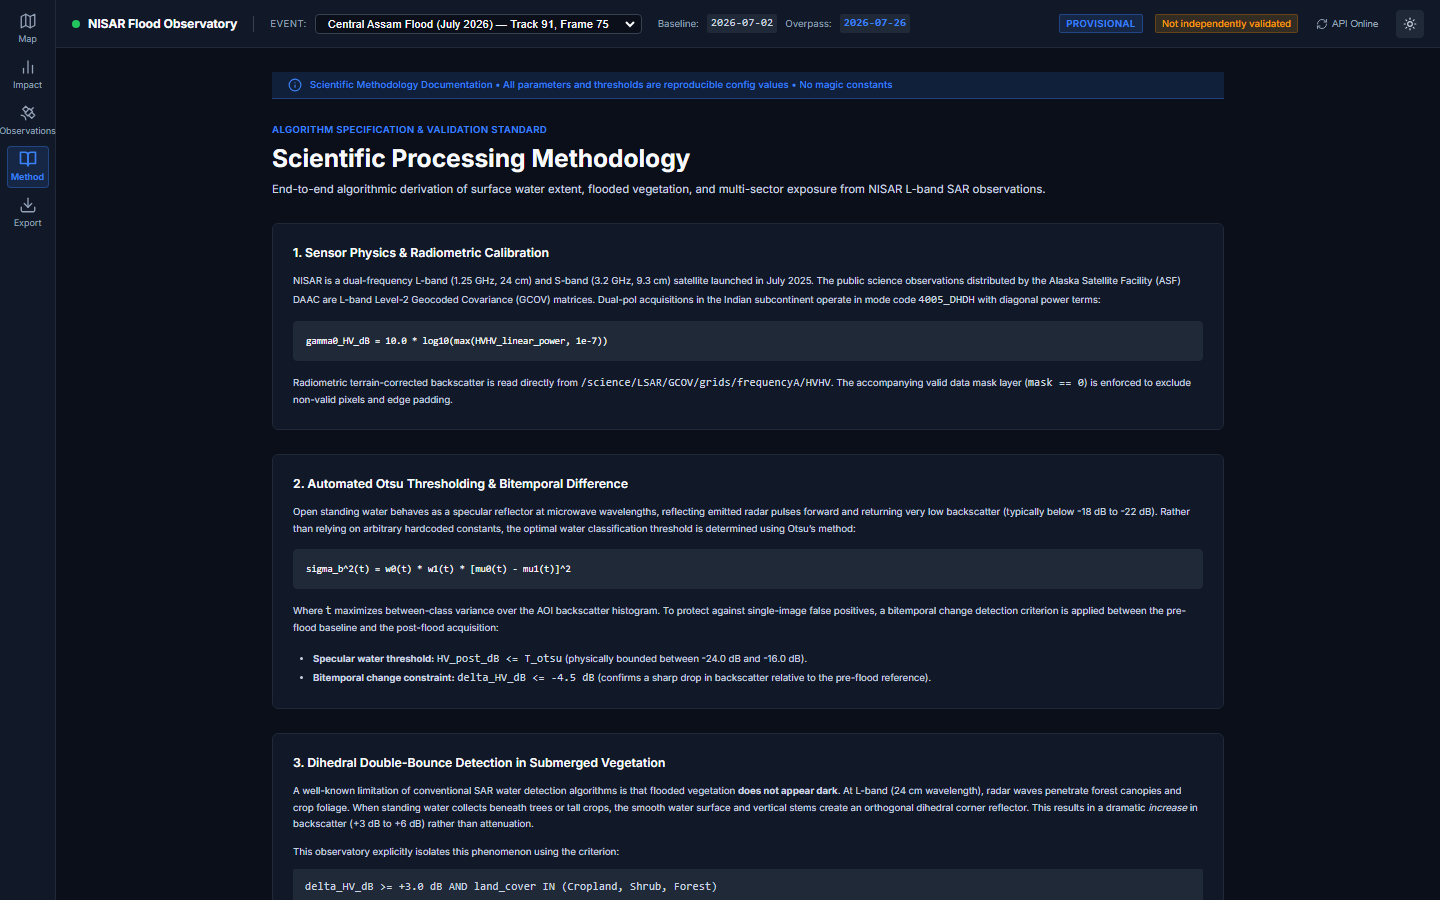 NISAR Flood Observatory
EVENT:
Central Assam Flood (July 2026) — Track 91, Frame 75
Baseline:
2026-07-02
Overpass:
2026-07-26
PROVISIONAL
Not independently validated
API Online
Map
Impact
Observations
Method
Export
Scientific Methodology Documentation • All parameters and thresholds are reproducible config values • No magic constants
ALGORITHM SPECIFICATION & VALIDATION STANDARD
Scientific Processing Methodology
End-to-end algorithmic derivation of surface water extent, flooded vegetation, and multi-sector exposure from NISAR L-band SAR observations.
1. Sensor Physics & Radiometric Calibration
NISAR is a dual-frequency L-band (1.25 GHz, 24 cm) and S-band (3.2 GHz, 9.3 cm) satellite launched in July 2025. The public science observations distributed by the Alaska Satellite Facility (ASF)
DAAC are L-band Level-2 Geocoded Covariance (GCOV) matrices. Dual-pol acquisitions in the Indian subcontinent operate in mode code 4005_DHDH with diagonal power terms:
gamma0_HV_dB = 10.0 * log10(max(HVHV_linear_power, 1e-7))
Radiometric terrain-corrected backscatter is read directly from /science/LSAR/GCOV/grids/frequencyA/HVHV. The accompanying valid data mask layer (mask == 0) is enforced to exclude
non-valid pixels and edge padding.
2. Automated Otsu Thresholding & Bitemporal Difference
Open standing water behaves as a specular reflector at microwave wavelengths, reflecting emitted radar pulses forward and returning very low backscatter (typically below -18 dB to -22 dB). Rather
than relying on arbitrary hardcoded constants, the optimal water classification threshold is determined using Otsu's method:
sigma_b^2(t) = w0(t) * w1(t) * [mu0(t) - mu1(t)]^2
Where t maximizes between-class variance over the AOI backscatter histogram. To protect against single-image false positives, a bitemporal change detection criterion is applied between the pre-
flood baseline and the post-flood acquisition:
• Specular water threshold: HV_post_dB <= T_otsu (physically bounded between -24.0 dB and -16.0 dB).
• Bitemporal change constraint: delta_HV_dB <= -4.5 dB (confirms a sharp drop in backscatter relative to the pre-flood reference).
3. Dihedral Double-Bounce Detection in Submerged Vegetation
A well-known limitation of conventional SAR water detection algorithms is that flooded vegetation does not appear dark. At L-band (24 cm wavelength), radar waves penetrate forest canopies and
crop foliage. When standing water collects beneath trees or tall crops, the smooth water surface and vertical stems create an orthogonal dihedral corner reflector. This results in a dramatic increase in
backscatter (+3 dB to +6 dB) rather than attenuation.
This observatory explicitly isolates this phenomenon using the criterion:
delta_HV_dB >= +3.0 dB AND land_cover IN (Cropland, Shrub, Forest)